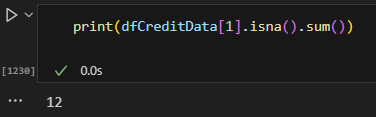 print(dfCreditData[1].isna().sum())
[1230]
0.0s
...
12